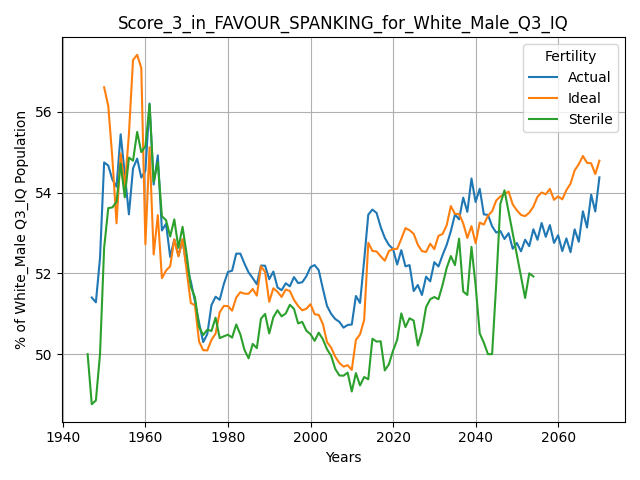 Score_3_in_FAVOUR_SPANKING_for_White_Male_Q3_IQ
Fertility
Actual
Ideal
Sterile
% of White_Male Q3_IQ Population
56
54
52
50
1940
1960
1980
2000
2020
2040
2060
Years